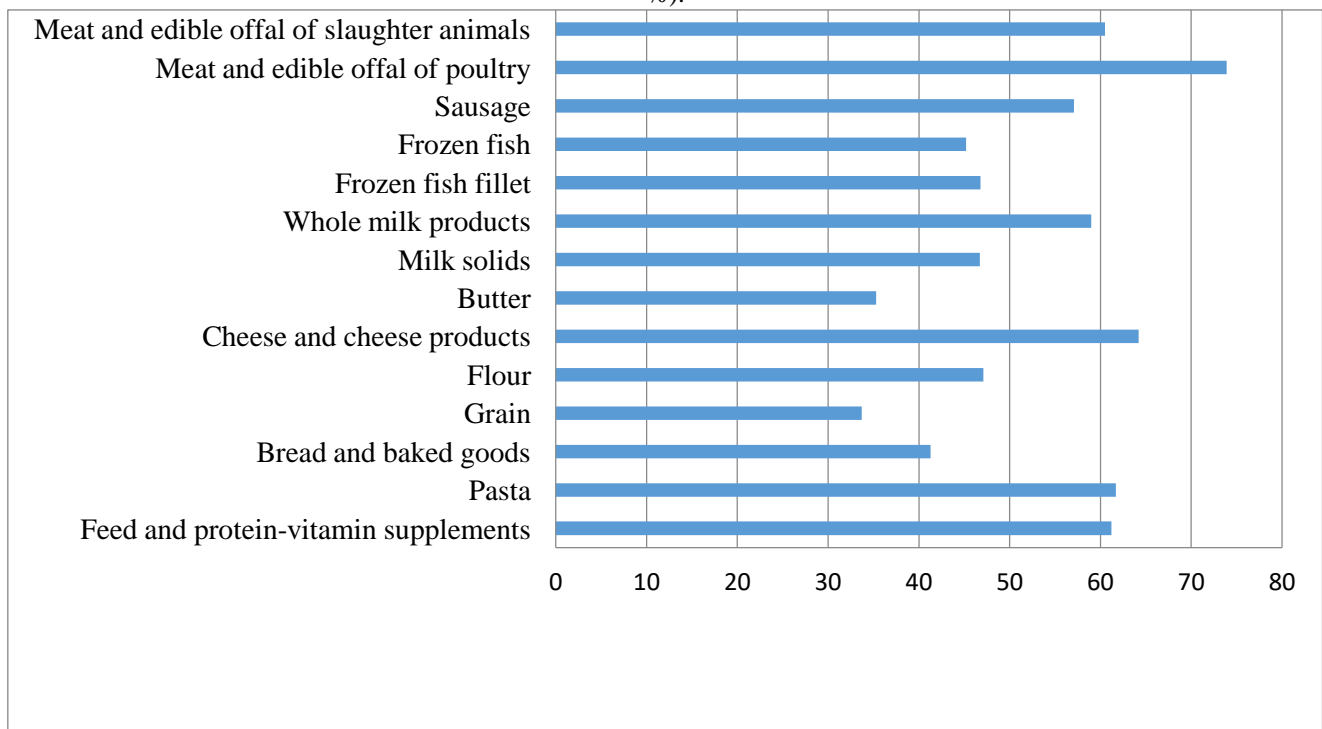 %).
Meat and edible offal of slaughter animals
Meat and edible offal of poultry
Sausage
Frozen fish
Frozen fish fillet
Whole milk products
Milk solids
Butter
Cheese and cheese products
Flour
Grain
Bread and baked goods
Pasta
Feed and protein-vitamin supplements
0 10 20 30 40 50 60 70 80